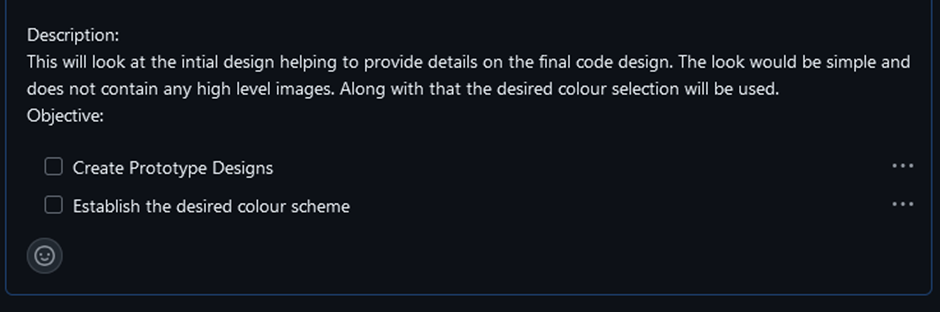 Description:
This will look at the intial design helping to provide details on the final code design. The look would be simple and
does not contain any high level images. Along with that the desired colour selection will be used.
Objective:
Create Prototype Designs
Establish the desired colour scheme